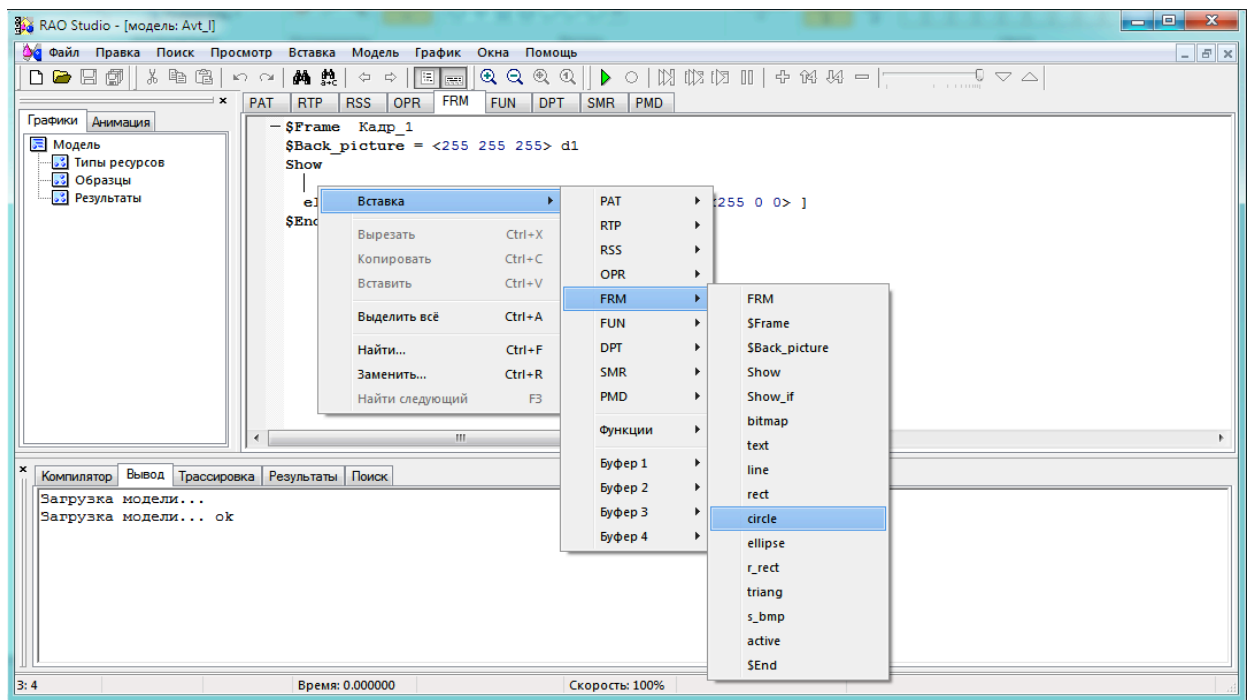 RAO Studio - [модель: Avt_I]
Файл Правка Поиск Просмотр Вставка Модель График Окна Помощь
PAT RTP RSS OPR FRM FUN DPT SMR PMD
Графики Анимация
Модель
Типы ресурсов
Образцы
Результаты
$Frame Кадр_1
$Back_picture = <255 255 255> d1
Show
255 0 0> ]
Вставка
Вырезать Ctrl+X
Копировать Ctrl+C
Вставить Ctrl+V
Выделить всё Ctrl+A
Найти... Ctrl+F
Заменить... Ctrl+R
Найти следующий F3
PAT
RTP
RSS
OPR
FRM
FUN
DPT
SMR
PMD
Функции
Буфер 1
Буфер 2
Буфер 3
Буфер 4
FRM
$Frame
$Back_picture
Show
Show_if
bitmap
text
line
rect
circle
ellipse
r_rect
triang
s_bmp
active
$End
Компилятор Вывод Трассировка Результаты Поиск
Загрузка модели...
Загрузка модели... ok
3: 4 Время: 0.000000 Скорость: 100%